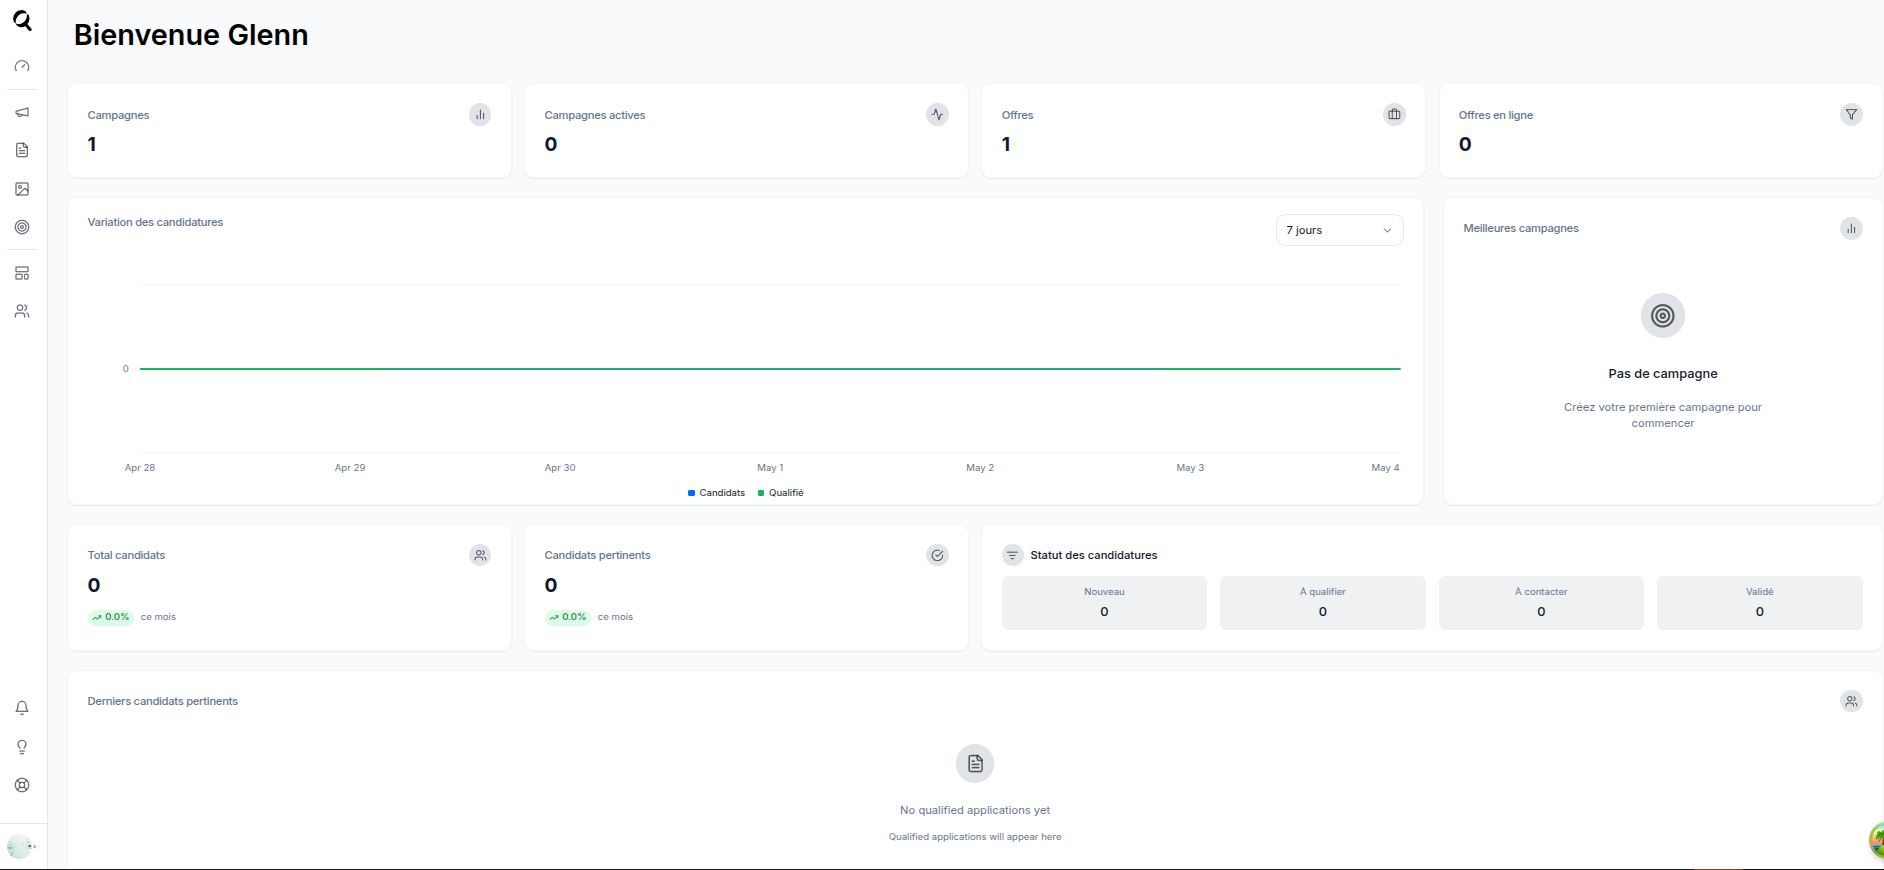 Bienvenue Glenn
Campagnes
1
Campagnes actives
0
Offres
1
Offres en ligne
0
Variation des candidatures
7 jours
0
Apr 28
Apr 29
Apr 30
May 1
May 2
May 3
May 4
Candidats
Qualifié
Meilleures campagnes
Pas de campagne
Créez votre première campagne pour
commencer
Total candidats
0
0.0% ce mois
Candidats pertinents
0
0.0% ce mois
Statut des candidatures
Nouveau
0
À qualifier
0
À contacter
0
Validé
0
Derniers candidats pertinents
No qualified applications yet
Qualified applications will appear here